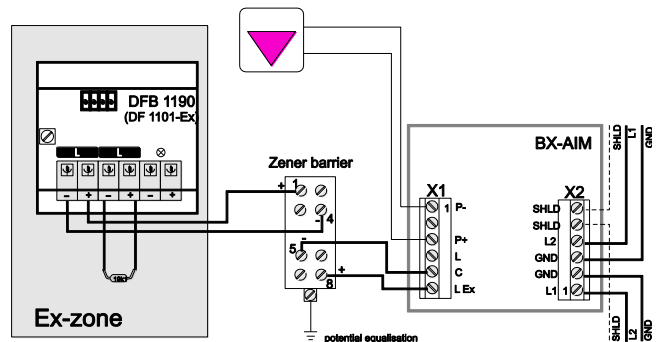 DFB 1190
(DF 1101-Ex)
L L
– + – + – +
Ex-zone
Zener barrier
+ 1
- 4
- 5
+ 8
potential equalisation
BX-AIM
X1
1 P-
P+
L
C
L Ex
X2
SHLD
SHLD
L2
GND
GND
L1 1
SHLD
L1
GND
SHLD
L2
GND